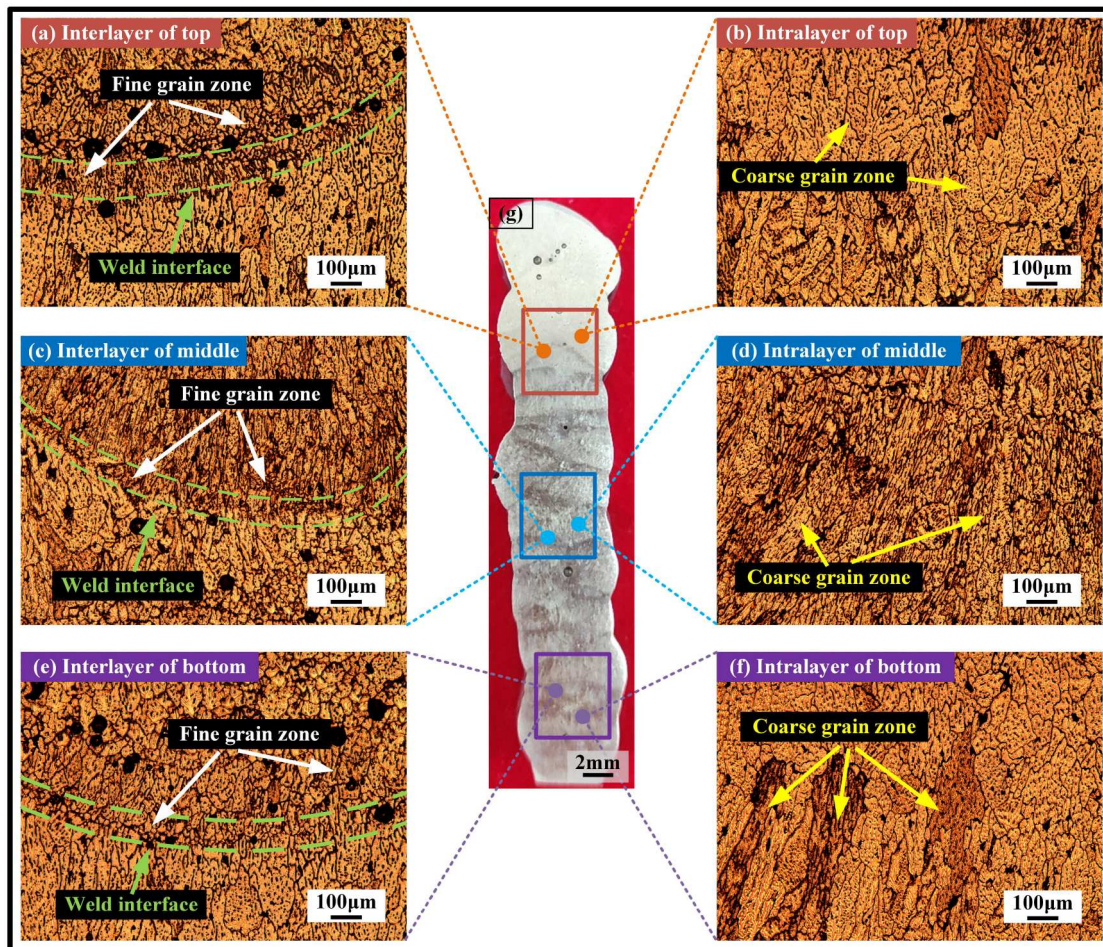 (a) Interlayer of top
Fine grain zone
Weld interface
100μm
(b) Intralayer of top
Coarse grain zone
100μm
(g)
2mm
(c) Interlayer of middle
Fine grain zone
Weld interface
100μm
(d) Intralayer of middle
Coarse grain zone
100μm
(e) Interlayer of bottom
Fine grain zone
Weld interface
100μm
(f) Intralayer of bottom
Coarse grain zone
100μm